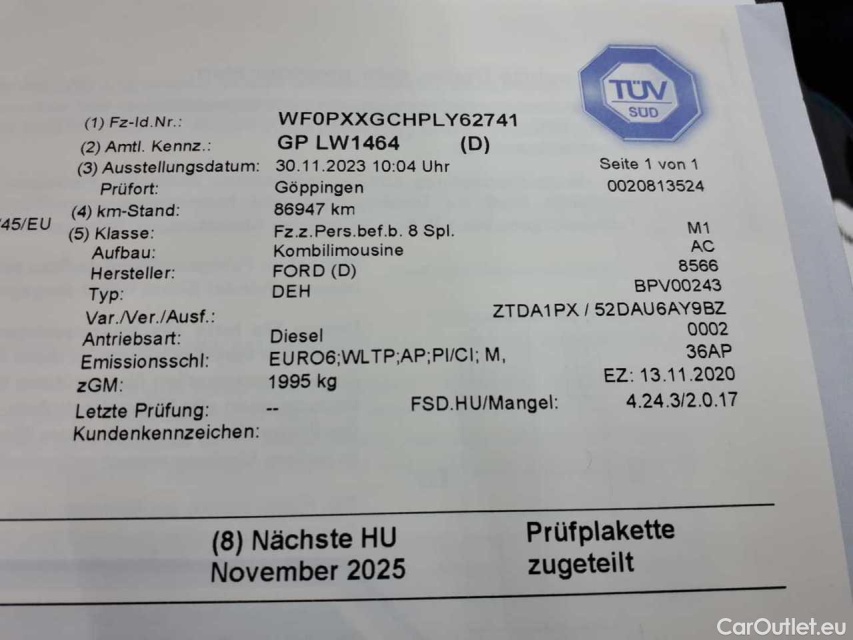 TÜV
SÜD
(1) Fz-Id.Nr.: WF0PXXGCHPLY62741
(2) Amtl. Kennz.: GP LW1464 (D)
(3) Ausstellungsdatum: 30.11.2023 10:04 Uhr Seite 1 von 1
Prüfort: Göppingen 0020813524
(4) km-Stand: 86947 km
45/EU (5) Klasse: Fz.z.Pers.bef.b. 8 Spl. M1
Aufbau: Kombilimousine AC
Hersteller: FORD (D) 8566
Typ: DEH BPV00243
Var./Ver./Ausf.: ZTDA1PX / 52DAU6AY9BZ
Antriebsart: Diesel 0002
Emissionsschl: EURO6;WLTP;AP;PI/CI; M, 36AP
zGM: 1995 kg EZ: 13.11.2020
Letzte Prüfung: -- FSD.HU/Mangel: 4.24.3/2.0.17
Kundenkennzeichen:
(8) Nächste HU Prüfplakette
November 2025 zugeteilt
CarOutlet.eu